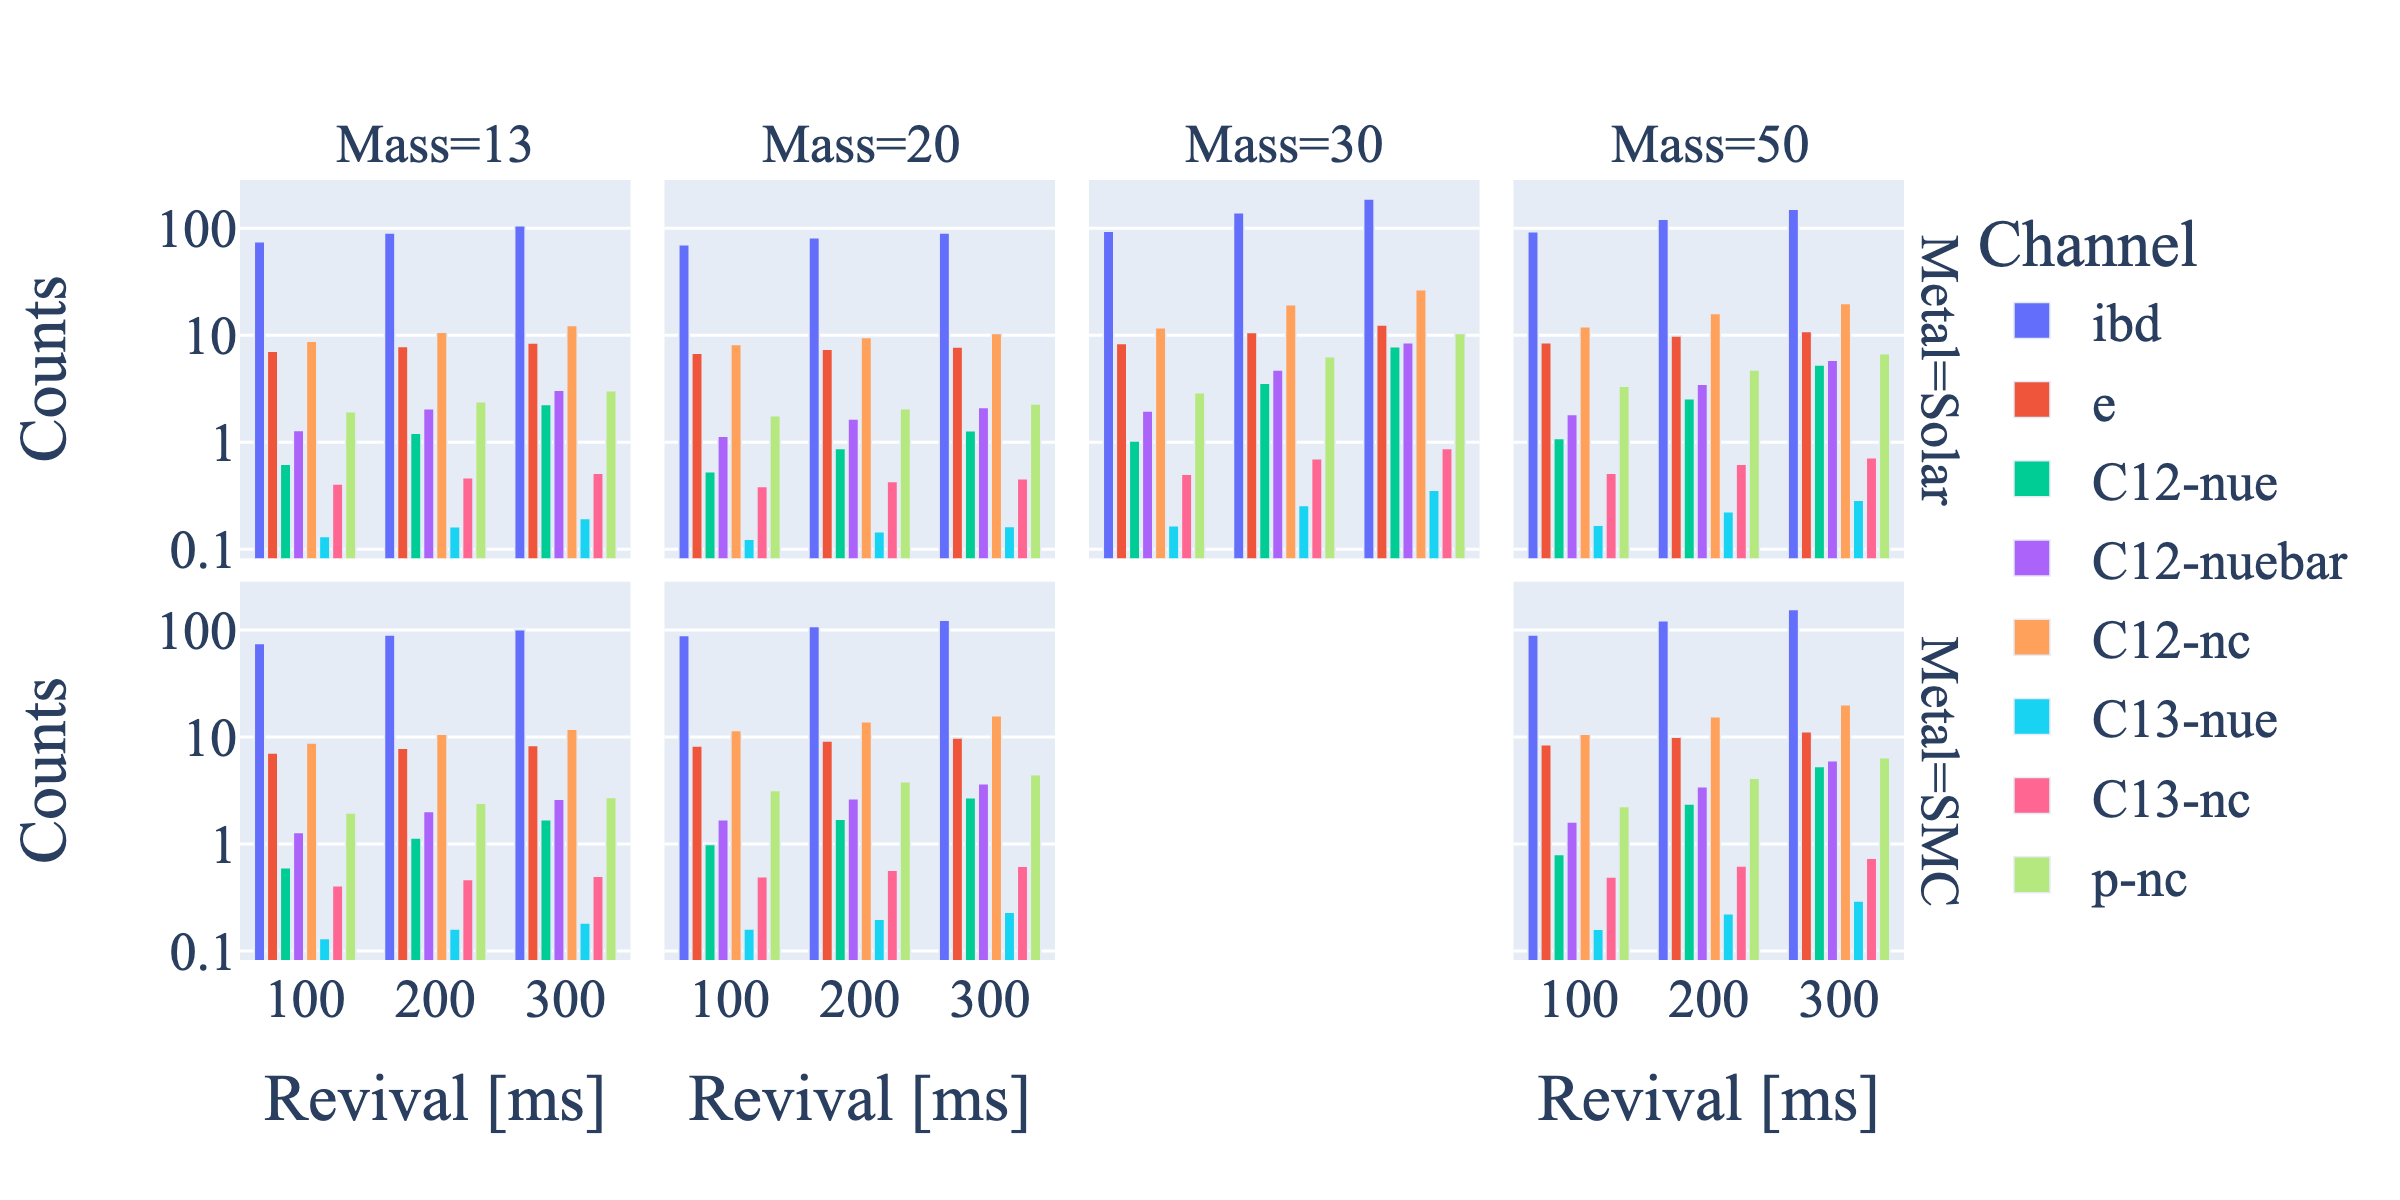 Mass=13
Mass=20
Mass=30
Mass=50
Counts
100
10
1
0.1
Metal=Solar
Counts
100
10
1
0.1
Metal=SMC
100
200
300
100
200
300
100
200
300
Revival [ms]
Revival [ms]
Revival [ms]
Channel
ibd
e
C12-nue
C12-nuebar
C12-nc
C13-nue
C13-nc
p-nc